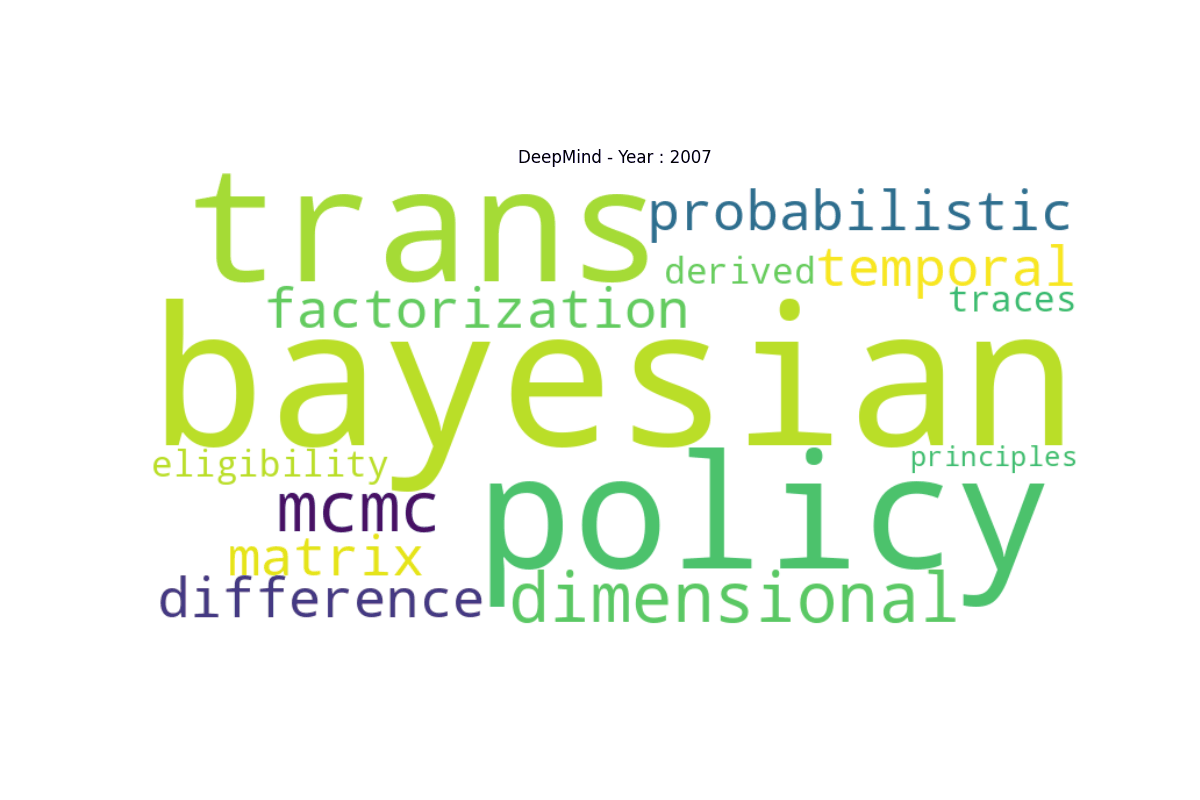 DeepMind - Year : 2007
trans
probabilistic
derived
temporal
traces
factorization
bayesian
eligibility
principles
mcmc
policy
matrix
difference
dimensional